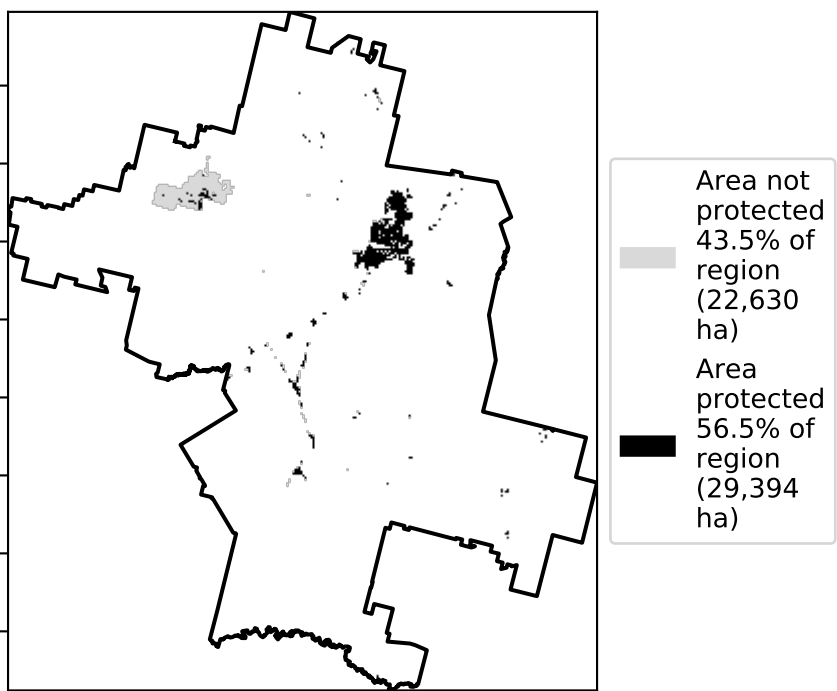 Area not
protected
43.5% of
region
(22,630
ha)
Area
protected
56.5% of
region
(29,394
ha)